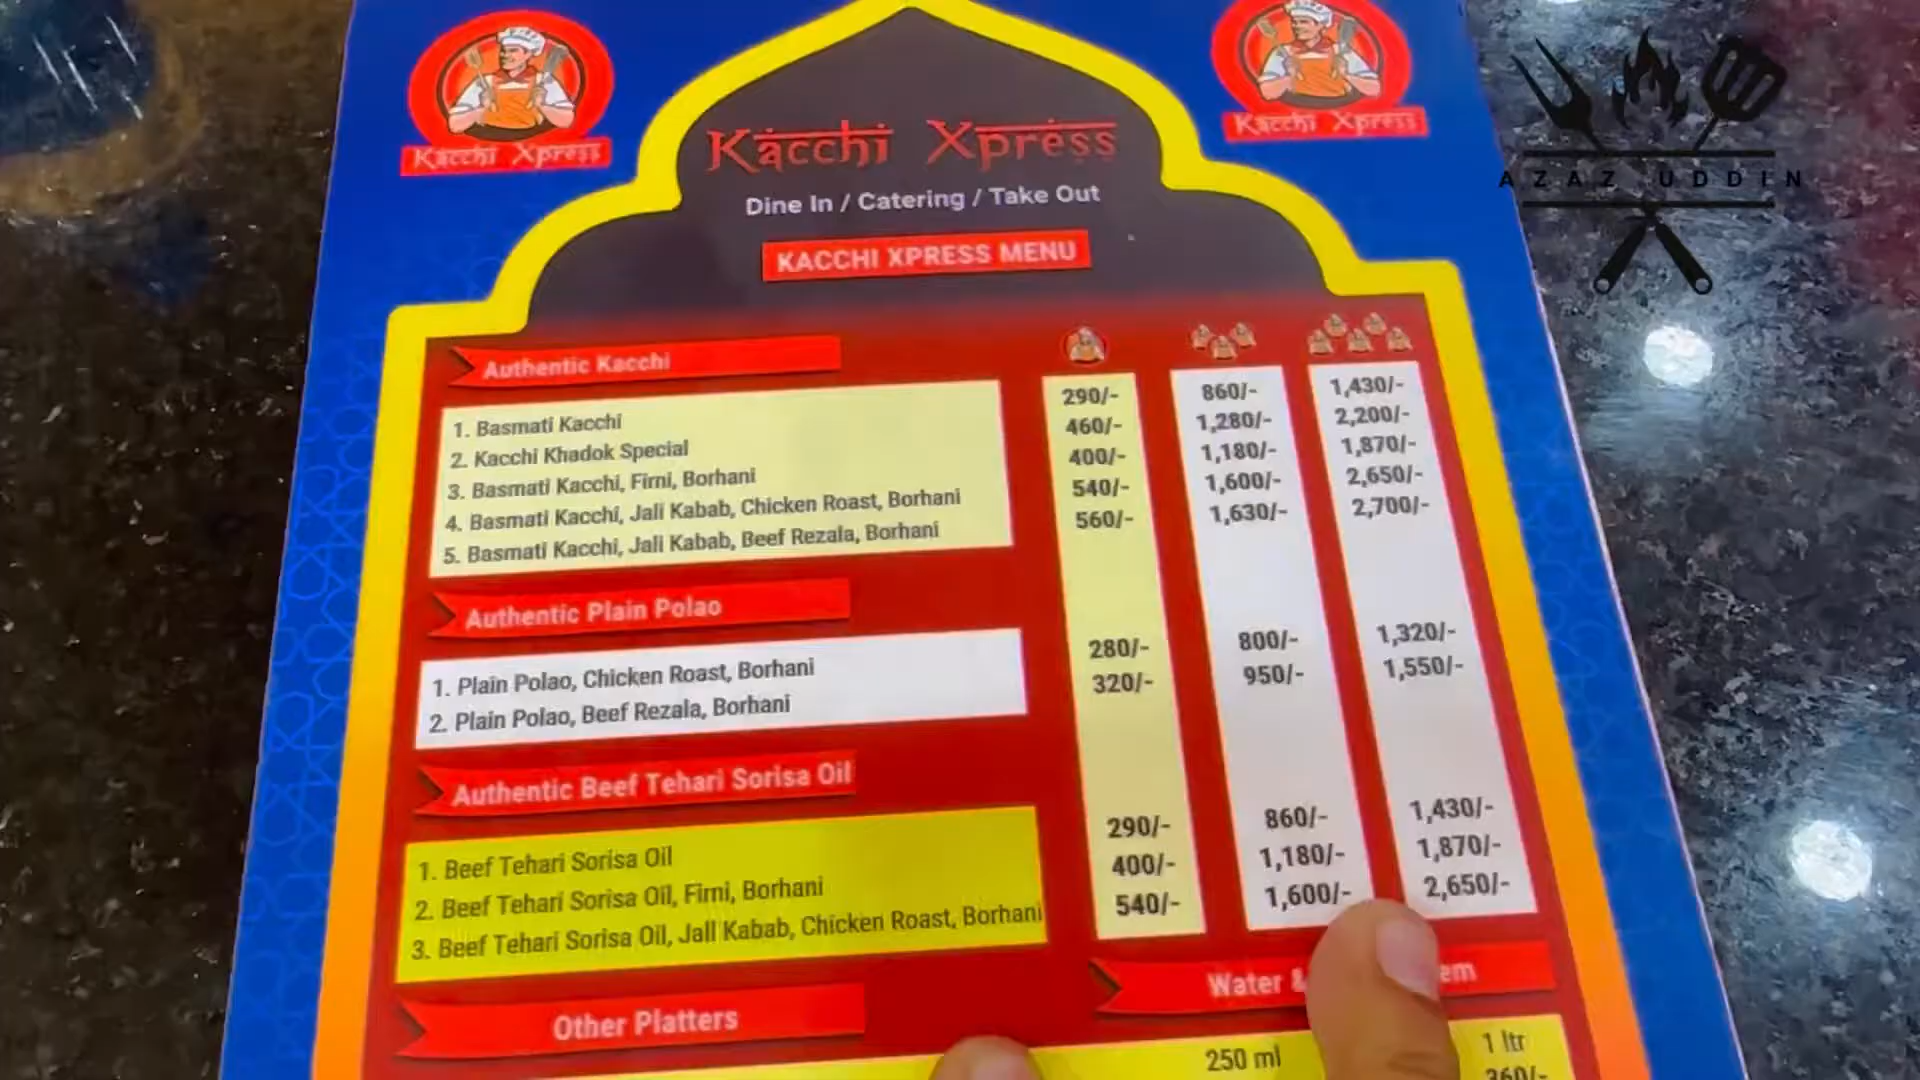 Kacchi Xpress
Kacchi Xpress
AZAZ UDDIN
Kacchi Xpress
Dine In / Catering / Take Out
KACCHI XPRESS MENU
Authentic Kacchi
1. Basmati Kacchi 290/- 860/- 1,430/-
2. Kacchi Khadok Special 460/- 1,280/- 2,200/-
3. Basmati Kacchi, Firni, Borhani 400/- 1,180/- 1,870/-
4. Basmati Kacchi, Jali Kabab, Chicken Roast, Borhani 540/- 1,600/- 2,650/-
5. Basmati Kacchi, Jali Kabab, Beef Rezala, Borhani 560/- 1,630/- 2,700/-
Authentic Plain Polao
1. Plain Polao, Chicken Roast, Borhani 280/- 800/- 1,320/-
2. Plain Polao, Beef Rezala, Borhani 320/- 950/- 1,550/-
Authentic Beef Tehari Sorisa Oil
1. Beef Tehari Sorisa Oil 290/- 860/- 1,430/-
2. Beef Tehari Sorisa Oil, Firni, Borhani 400/- 1,180/- 1,870/-
3. Beef Tehari Sorisa Oil, Jali Kabab, Chicken Roast, Borhani 540/- 1,600/- 2,650/-
Other Platters
Water &
250 ml 1 ltr
360/-